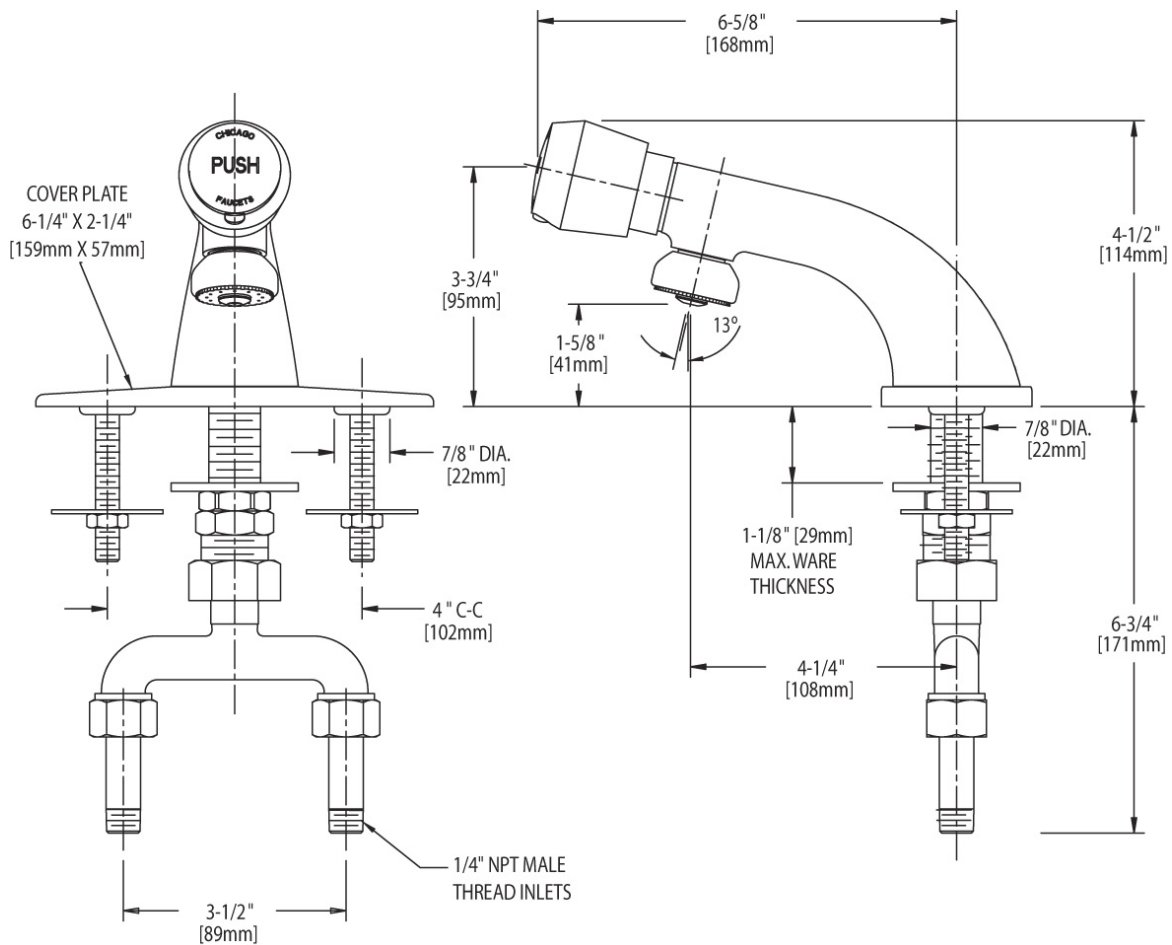 6-5/8"
[168mm]
CHICAGO
PUSH
FAUCETS
COVER PLATE
6-1/4" X 2-1/4"
[159mm X 57mm]
3-3/4"
[95mm]
4-1/2"
[114mm]
1-5/8"
[41mm]
13°
7/8" DIA.
[22mm]
7/8" DIA.
[22mm]
1-1/8" [29mm]
MAX. WARE
THICKNESS
4" C-C
[102mm]
6-3/4"
[171mm]
4-1/4"
[108mm]
1/4" NPT MALE
THREAD INLETS
3-1/2"
[89mm]